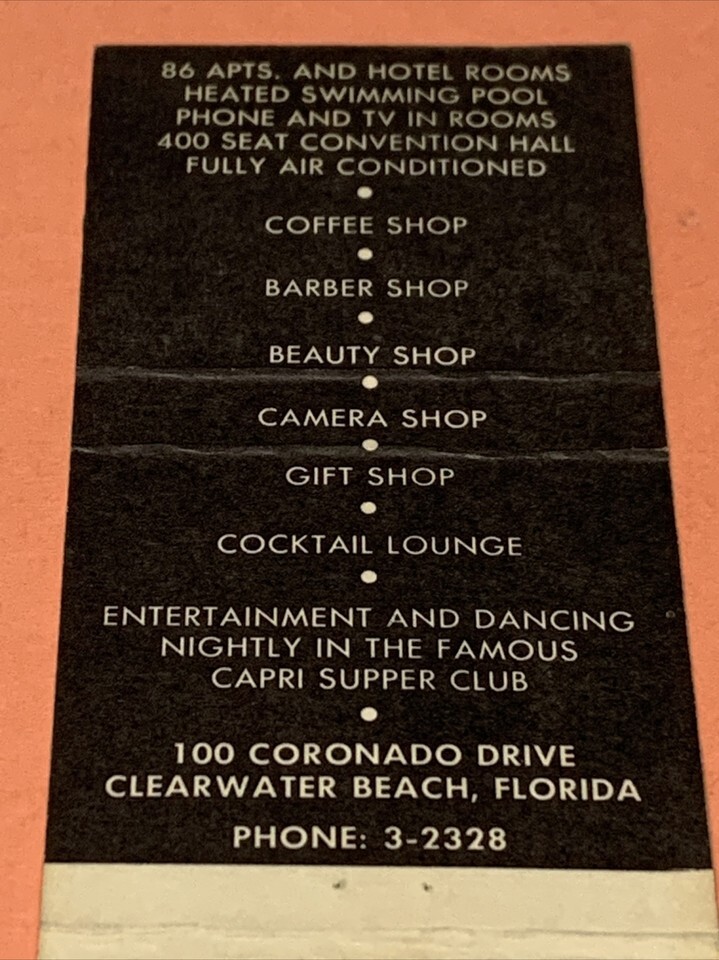 86 APTS. AND HOTEL ROOMS
HEATED SWIMMING POOL
PHONE AND TV IN ROOMS
400 SEAT CONVENTION HALL
FULLY AIR CONDITIONED
•
COFFEE SHOP
•
BARBER SHOP
•
BEAUTY SHOP
•
CAMERA SHOP
•
GIFT SHOP
•
COCKTAIL LOUNGE
•
ENTERTAINMENT AND DANCING
NIGHTLY IN THE FAMOUS
CAPRI SUPPER CLUB
•
100 CORONADO DRIVE
CLEARWATER BEACH, FLORIDA
PHONE: 3-2328